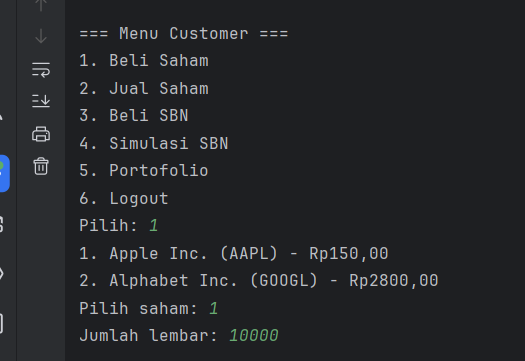 === Menu Customer ===
1. Beli Saham
2. Jual Saham
3. Beli SBN
4. Simulasi SBN
5. Portofolio
6. Logout
Pilih: 1
1. Apple Inc. (AAPL) - Rp150,00
2. Alphabet Inc. (GOOGL) - Rp2800,00
Pilih saham: 1
Jumlah lembar: 10000